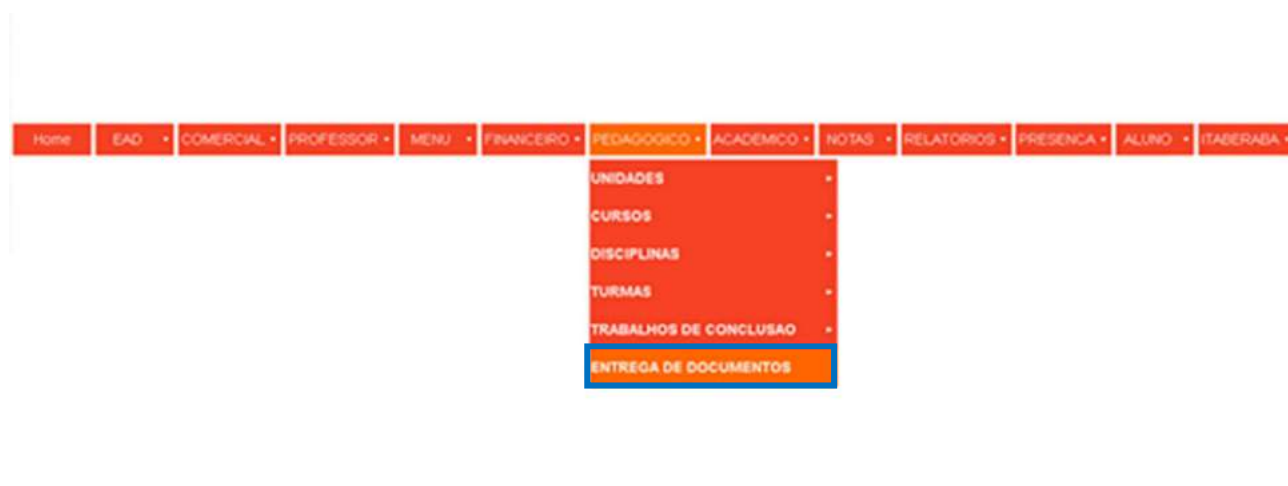 Home EAD COMERCIAL PROFESSOR MENU FINANCEIRO PEDAGOGICO ACADEMICO NOTAS RELATORIOS PRESENCA ALUNO ITABERABA
UNIDADES
CURSOS
DISCIPLINAS
TURMAS
TRABALHOS DE CONCLUSAO
ENTREGA DE DOCUMENTOS